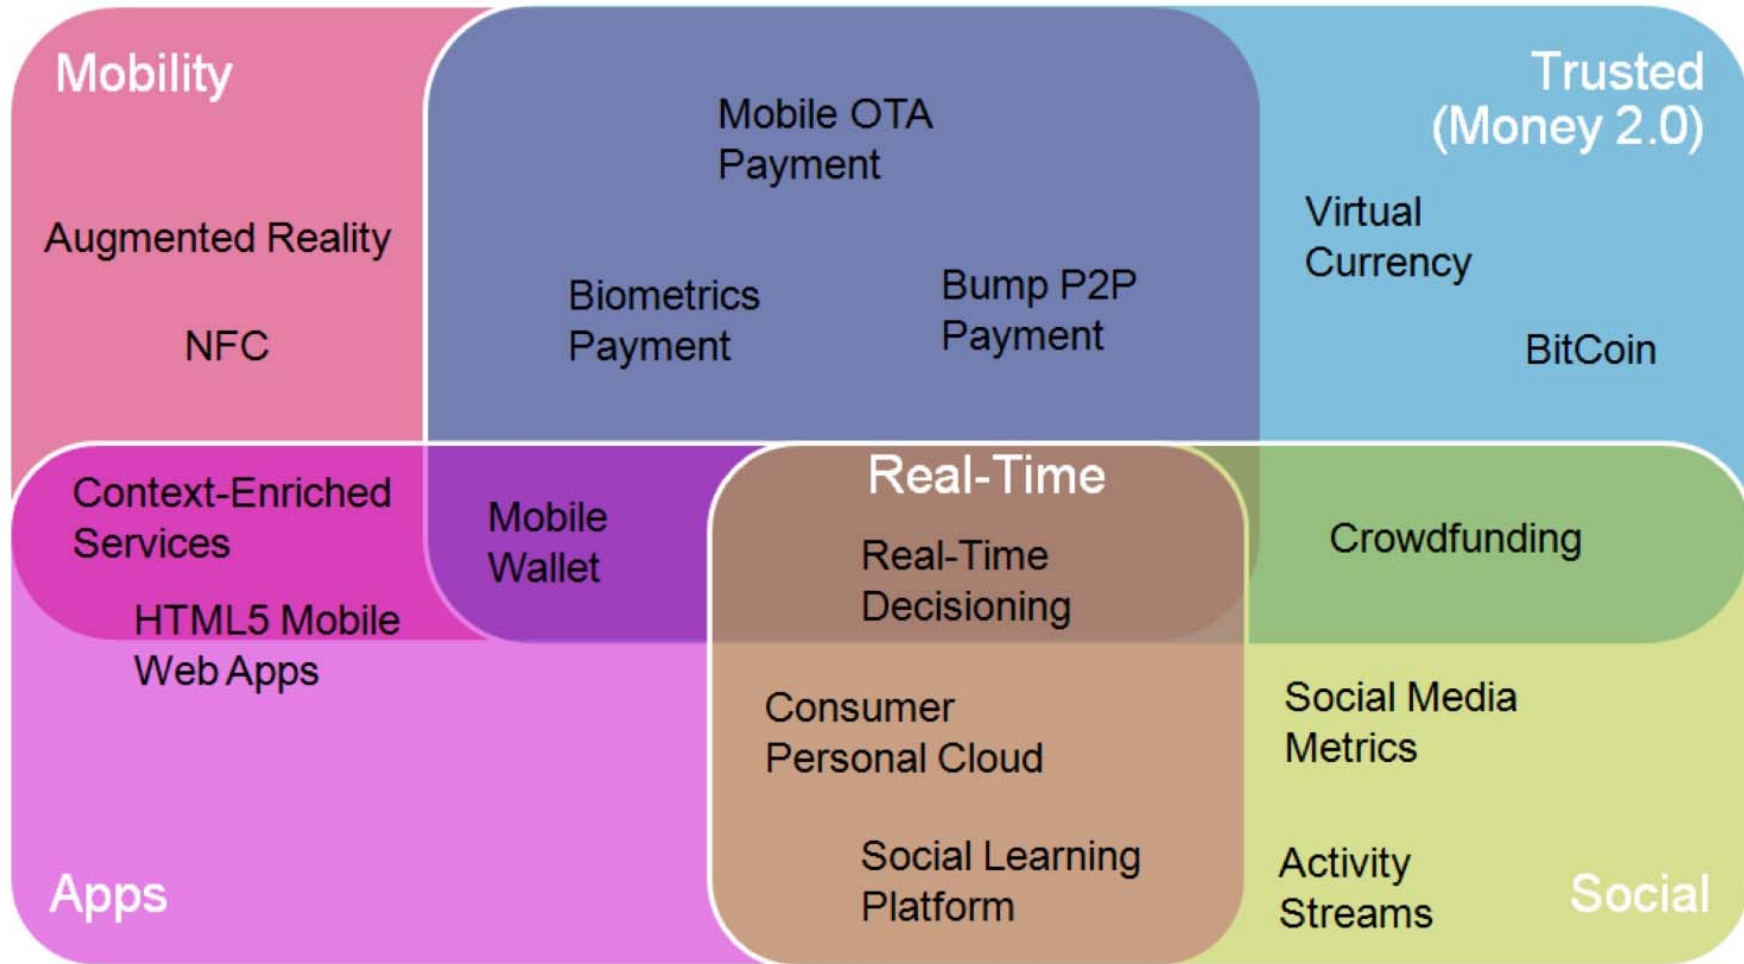 Mobility
Trusted
(Money 2.0)
Mobile OTA
Payment
Virtual
Currency
Augmented Reality
Biometrics
Payment
Bump P2P
Payment
NFC
BitCoin
Real-Time
Context-Enriched
Services
Mobile
Wallet
Real-Time
Decisioning
Crowdfunding
HTML5 Mobile
Web Apps
Consumer
Personal Cloud
Social Media
Metrics
Social Learning
Platform
Activity
Streams
Apps
Social